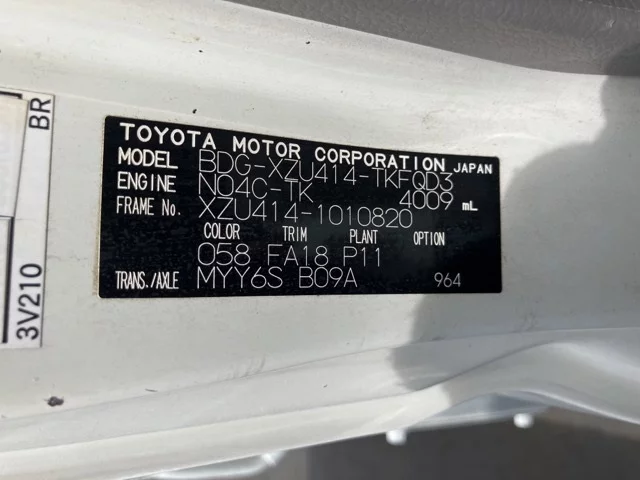 TOYOTA MOTOR CORPORATION JAPAN
MODEL BDG-XZU414-TKFQD3
ENGINE N04C-TK 4009 mL
FRAME No. XZU414-1010820
COLOR TRIM PLANT OPTION
058 FA18 P11
TRANS./AXLE MYY6S B09A 964
BR
3V210